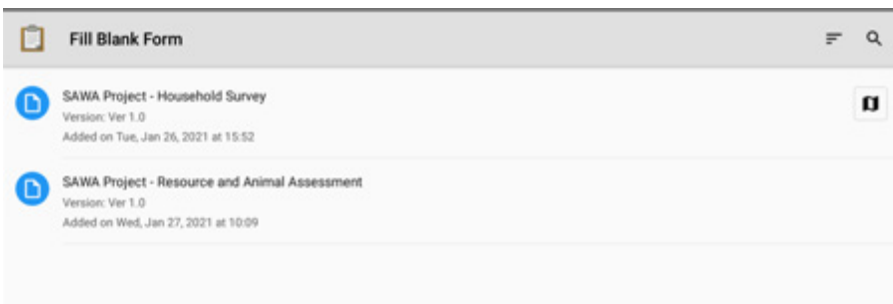 Fill Blank Form
SAWA Project - Household Survey
Version: Ver 1.0
Added on Tue, Jan 26, 2021 at 15:52
SAWA Project - Resource and Animal Assessment
Version: Ver 1.0
Added on Wed, Jan 27, 2021 at 10:09